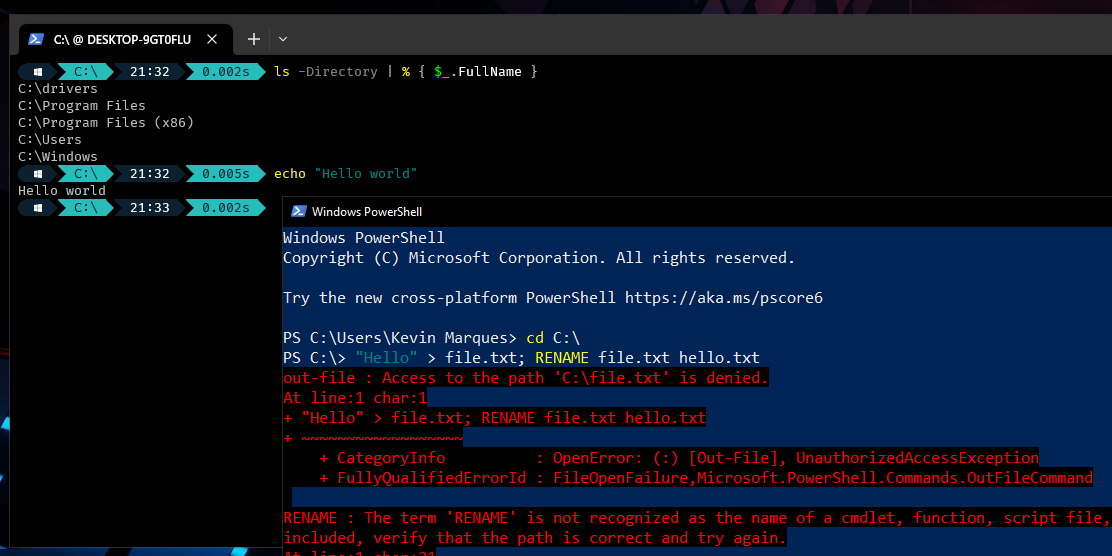 C:\ @ DESKTOP-9GT0FLU
C:\ 21:32 0.002s ls -Directory | % { $_.FullName }
C:\drivers
C:\Program Files
C:\Program Files (x86)
C:\Users
C:\Windows
C:\ 21:32 0.005s echo "Hello world"
Hello world
C:\ 21:33 0.002s
Windows PowerShell
Windows PowerShell
Copyright (C) Microsoft Corporation. All rights reserved.
Try the new cross-platform PowerShell https://aka.ms/pscore6
PS C:\Users\Kevin Marques> cd C:\
PS C:\> "Hello" > file.txt; RENAME file.txt hello.txt
out-file : Access to the path 'C:\file.txt' is denied.
At line:1 char:1
+ "Hello" > file.txt; RENAME file.txt hello.txt
+ ~~~~~~~~~~~~~~~~~~
+ CategoryInfo : OpenError: (:) [Out-File], UnauthorizedAccessException
+ FullyQualifiedErrorId : FileOpenFailure,Microsoft.PowerShell.Commands.OutFileCommand
RENAME : The term 'RENAME' is not recognized as the name of a cmdlet, function, script file,
included, verify that the path is correct and try again.
At line:1 char:21